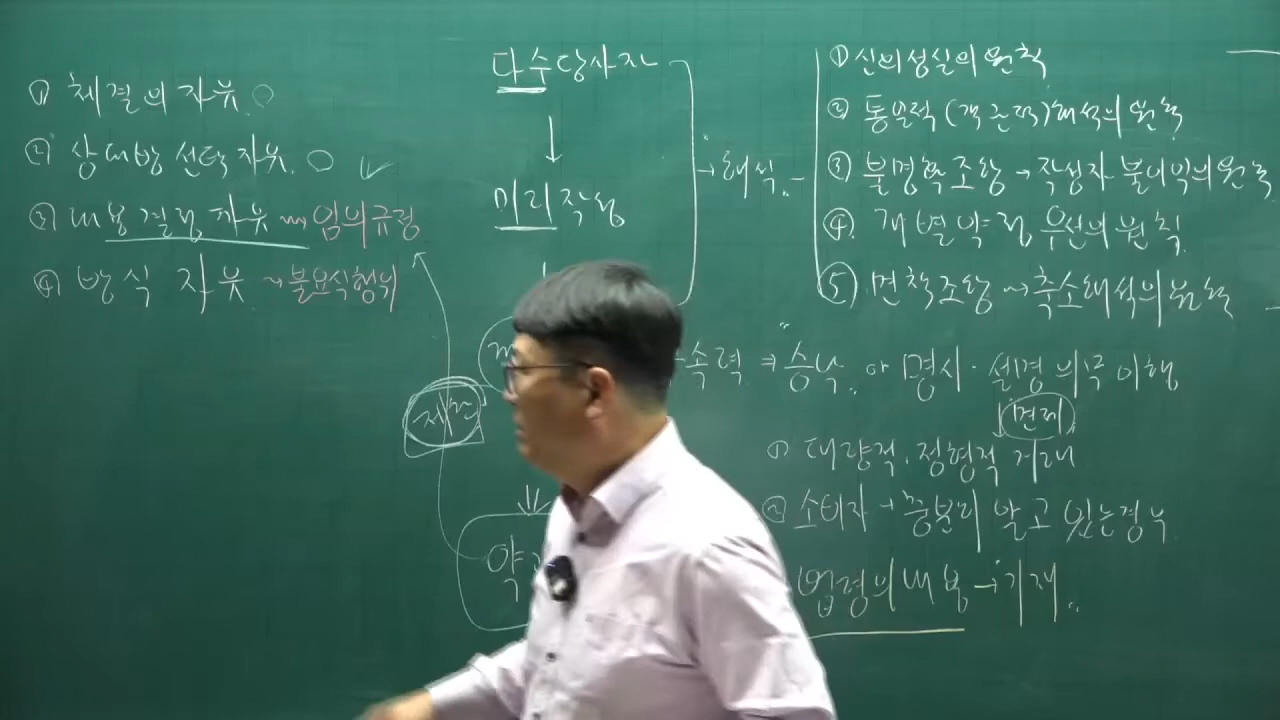 ① 체결의 자유 ○
② 상대방 선택 자유. ○
③ 내용 결정 자유 임의규정
④ 방식 자유 불요식행위
다수당사자
↓
미리 작성
→ 해석
제한
약
① 신의성실의 원칙
② 통일적 (객관적) 해석의 원칙
③ 불명확조항 → 작성자 불이익의 원칙
④ 개별약정 우선의 원칙
⑤ 면책조항 → 축소해석의 원칙
속력 ⇒ 승낙. 명시·설명 의무 이행
면제
① 대량적·정형적 거래
② 소비자 → 충분히 알고 있는 경우
법령의 내용 → 기재